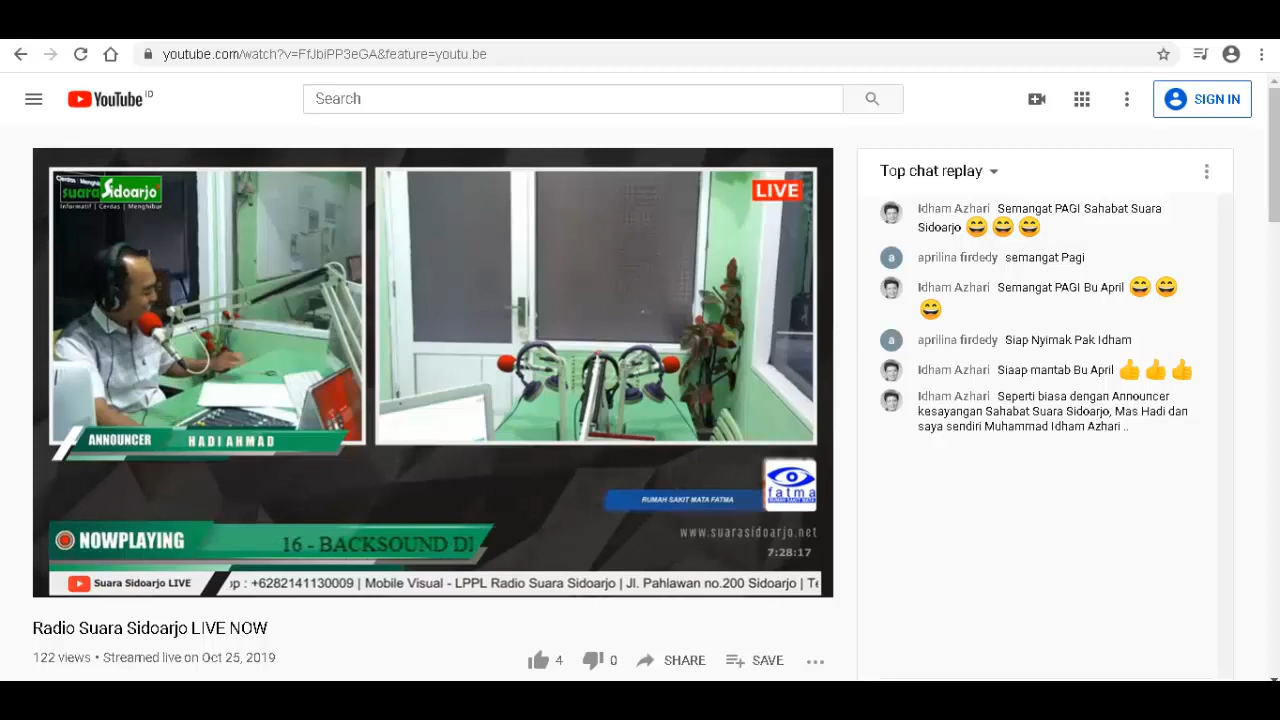 youtube.com/watch?v=FfJbiPP3eGA&feature=youtu.be
YouTube ID
Search
SIGN IN
suara Sidoarjo
Informatif | Cerdas | Menghibur
LIVE
ANNOUNCER HADI AHMAD
fatma
RUMAH SAKIT MATA
RUMAH SAKIT MATA FATMA
www.suarasidoarjo.net
NOWPLAYING 16 - BACKSOUND DI
7:28:17
Suara Sidoarjo LIVE pp : +6282141130009 | Mobile Visual - LPPL Radio Suara Sidoarjo | Jl. Pahlawan no.200 Sidoarjo | Te
Radio Suara Sidoarjo LIVE NOW
122 views • Streamed live on Oct 25, 2019
4 0 SHARE SAVE
Top chat replay
Idham Azhari Semangat PAGI Sahabat Suara
Sidoarjo 😄 😄 😄
a aprilina firdedy semangat Pagi
Idham Azhari Semangat PAGI Bu April 😄 😄
😄
a aprilina firdedy Siap Nyimak Pak Idham
Idham Azhari Siaap mantab Bu April 👍 👍 👍
Idham Azhari Seperti biasa dengan Announcer
kesayangan Sahabat Suara Sidoarjo, Mas Hadi dan
saya sendiri Muhammad Idham Azhari ..